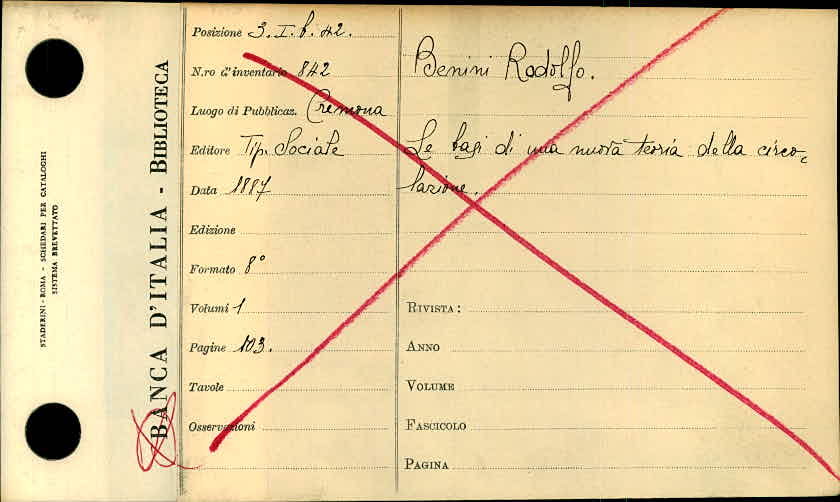 STADERINI - ROMA - SCHEDARI PER CATALOGHI
SISTEMA BREVETTATO
BANCA D'ITALIA - BIBLIOTECA
Posizione 3. I. f. 42.
N.ro d'inventario 842
Luogo di Pubblicaz. Cremona
Editore Tip. Sociale
Data 1887
Edizione
Formato 8°
Volumi 1
Pagine 103.
Tavole
Osservazioni
Benini Rodolfo.
Le basi di una nuova teoria della circo-
lazione.
RIVISTA:
ANNO
VOLUME
FASCICOLO
PAGINA